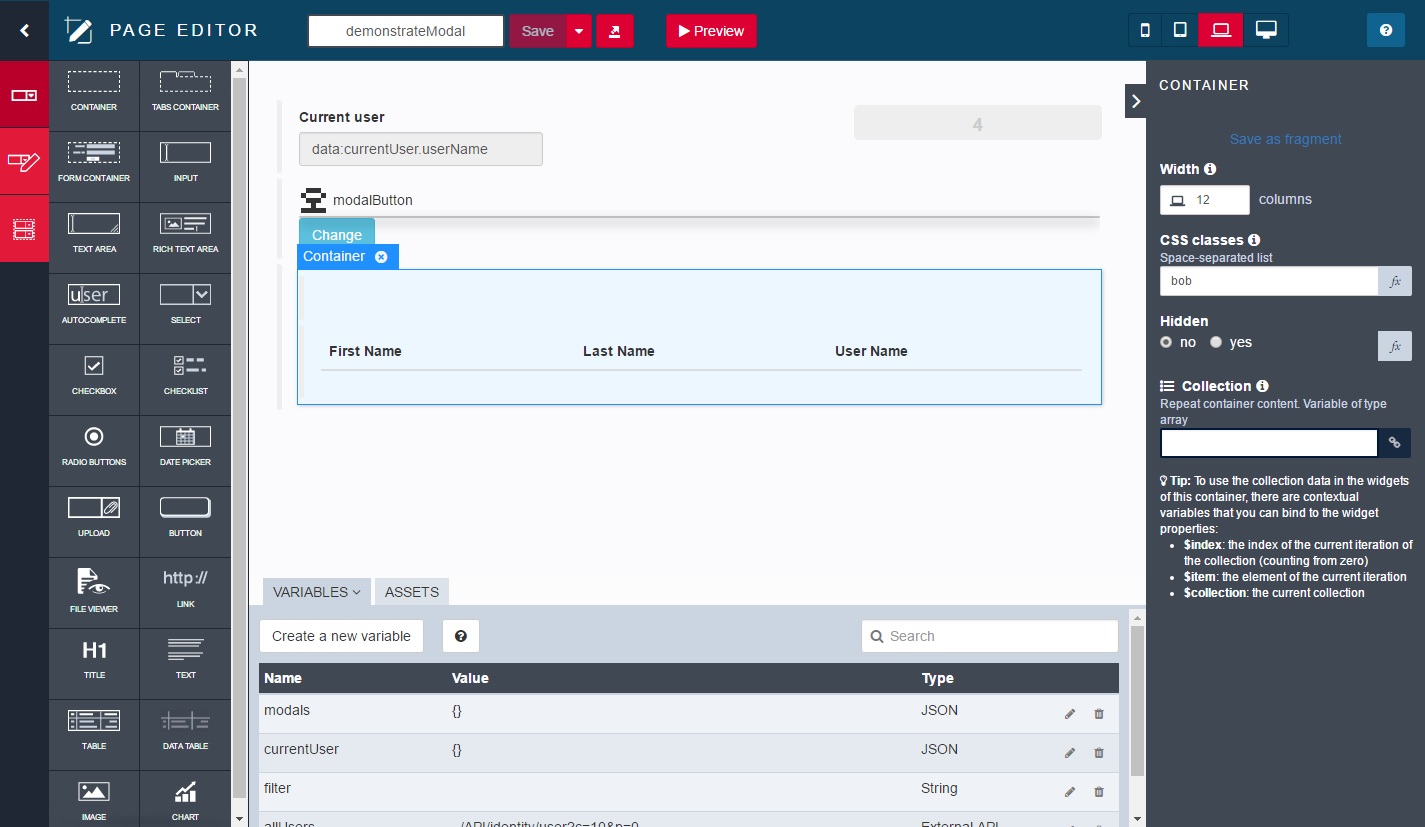 PAGE EDITOR
demonstrateModal
Save
Preview
CONTAINER
TABS CONTAINER
FORM CONTAINER
INPUT
TEXT AREA
RICH TEXT AREA
user
AUTOCOMPLETE
SELECT
CHECKBOX
CHECKLIST
RADIO BUTTONS
DATE PICKER
UPLOAD
BUTTON
FILE VIEWER
http://
LINK
H1
TITLE
TEXT
TABLE
DATA TABLE
IMAGE
CHART
Current user
data:currentUser.userName
4
modalButton
Change
Container
First Name Last Name User Name
VARIABLES
ASSETS
Create a new variable
?
Search
Name Value Type
modals {} JSON
currentUser {} JSON
filter String
allUsers ../API/identity/user?c=10&p=0 External API
?
CONTAINER
Save as fragment
Width
12 columns
CSS classes
Space-separated list
bob
fx
Hidden
no yes
fx
Collection
Repeat container content. Variable of type
array
Tip: To use the collection data in the widgets
of this container, there are contextual
variables that you can bind to the widget
properties:
• $index: the index of the current iteration of
the collection (counting from zero)
• $item: the element of the current iteration
• $collection: the current collection